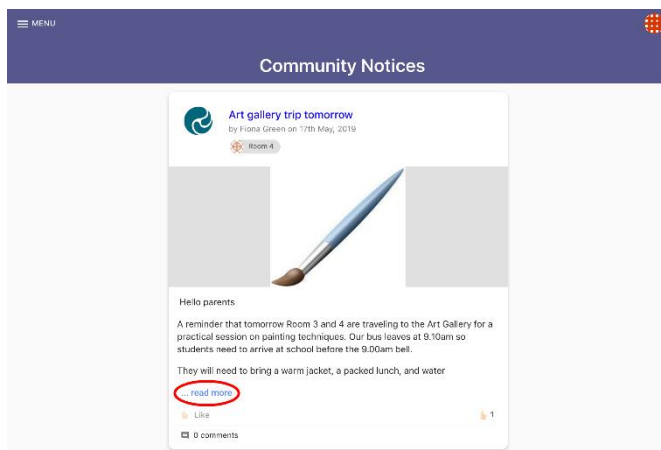 MENU
Community Notices
Art gallery trip tomorrow
by Fiona Green on 17th May, 2019
Room 4
Hello parents
A reminder that tomorrow Room 3 and 4 are traveling to the Art Gallery for a
practical session on painting techniques. Our bus leaves at 9.10am so
students need to arrive at school before the 9.00am bell.
They will need to bring a warm jacket, a packed lunch, and water
... read more
Like 1
0 comments